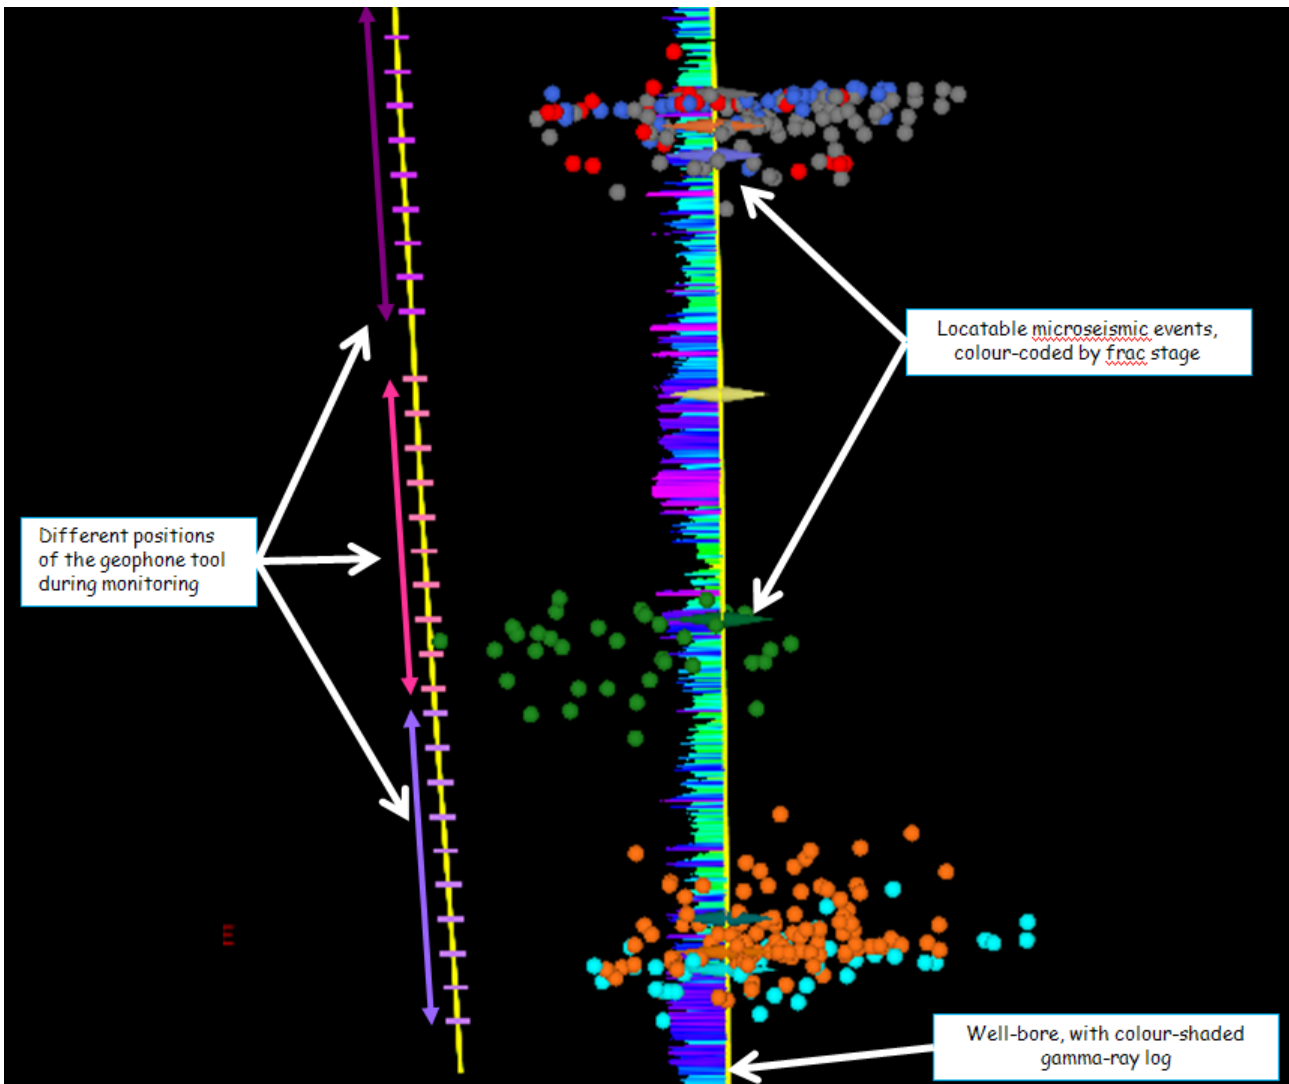 Locatable microseismic events,
colour-coded by frac stage
Different positions
of the geophone tool
during monitoring
Well-bore, with colour-shaded
gamma-ray log